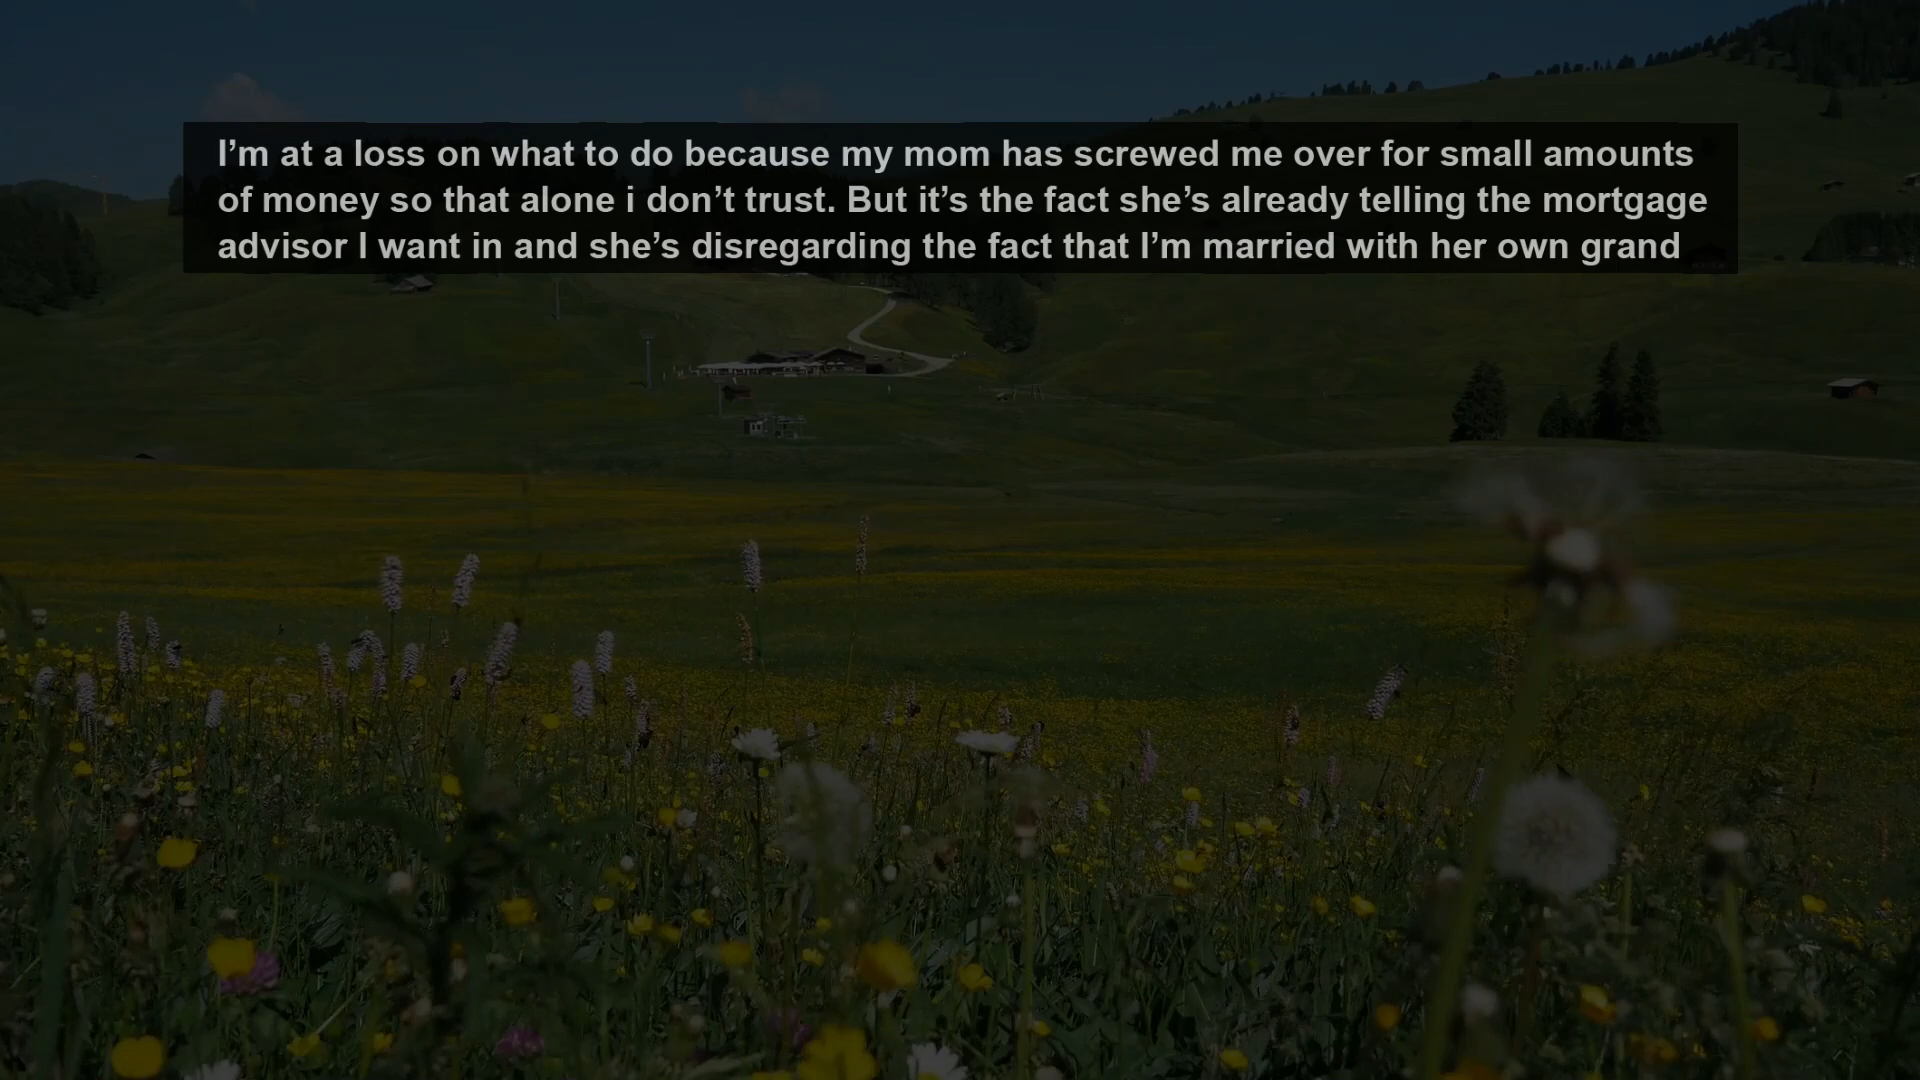 I’m at a loss on what to do because my mom has screwed me over for small amounts
of money so that alone i don’t trust. But it’s the fact she’s already telling the mortgage
advisor I want in and she’s disregarding the fact that I’m married with her own grand